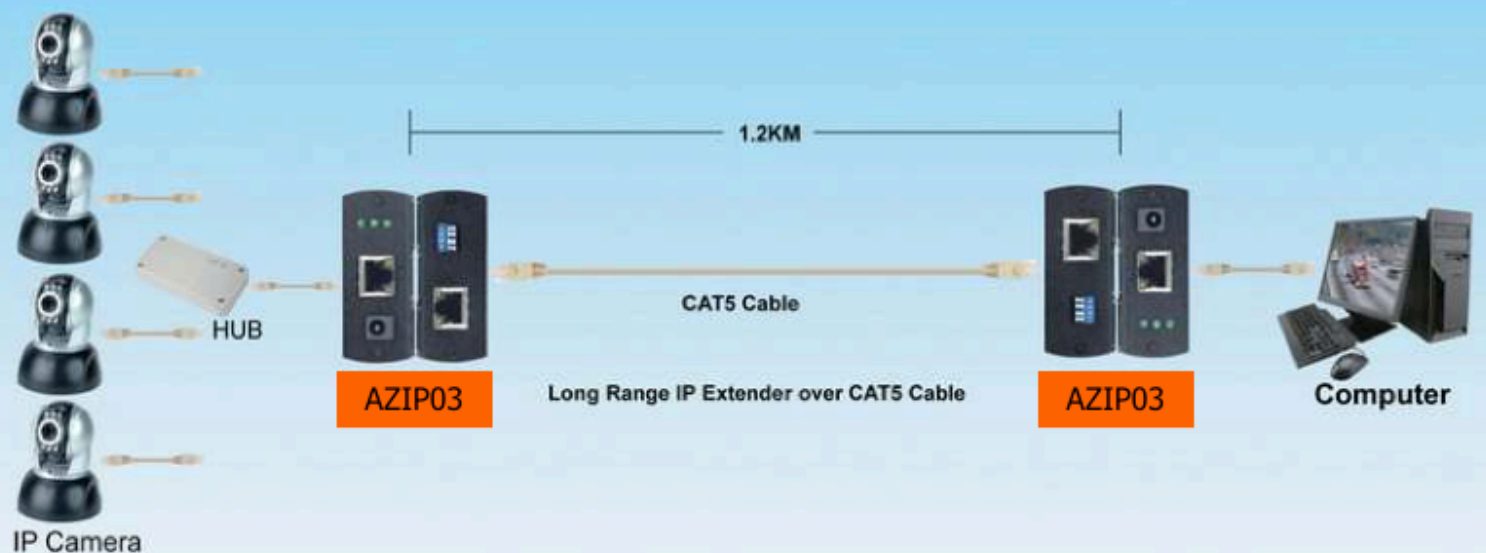 1.2KM
HUB
CAT5 Cable
AZIP03
Long Range IP Extender over CAT5 Cable
AZIP03
Computer
IP Camera